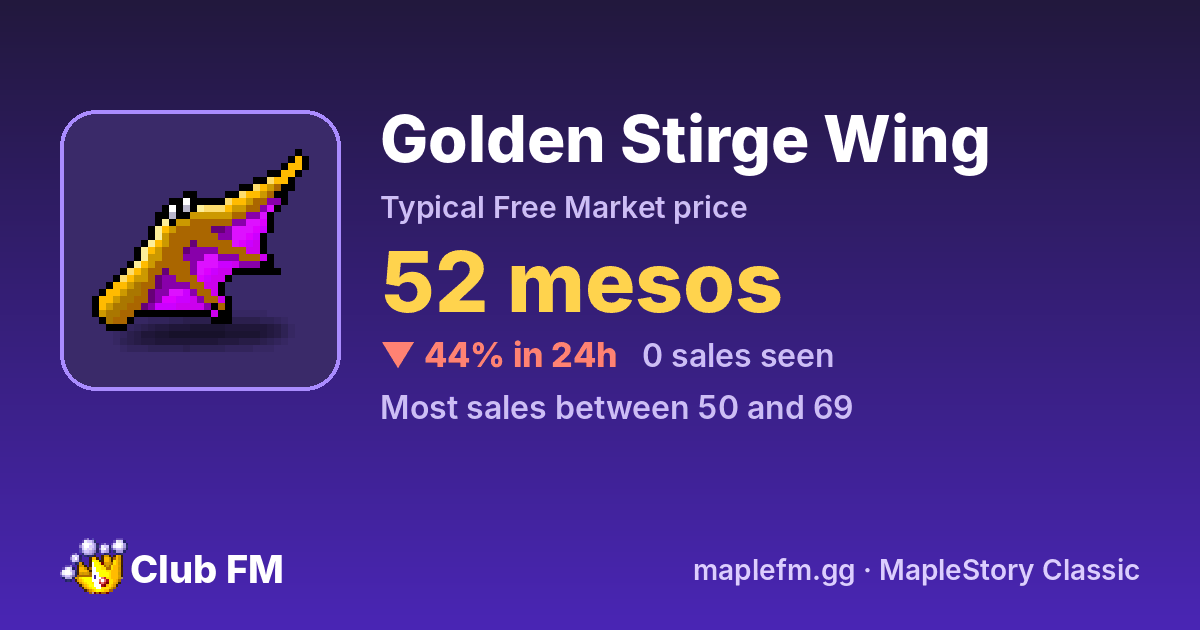 Golden Stirge Wing
Typical Free Market price
52 mesos
▼ 44% in 24h 0 sales seen
Most sales between 50 and 69
Club FM
maplefm.gg · MapleStory Classic